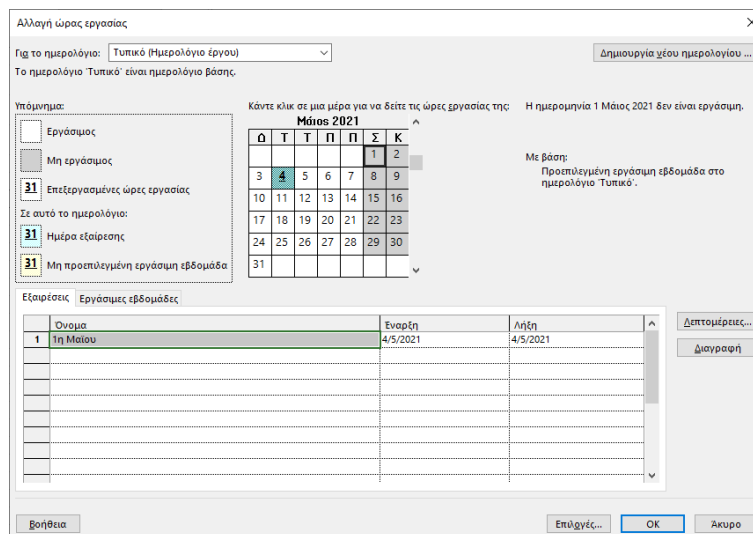 Αλλαγή ώρας εργασίας
Για το ημερολόγιο: Τυπικό (Ημερολόγιο έργου) Δημιουργία νέου ημερολογίου ...
Το ημερολόγιο 'Τυπικό' είναι ημερολόγιο βάσης.
Υπόμνημα:
Εργάσιμος
Μη εργάσιμος
31 Επεξεργασμένες ώρες εργασίας
Σε αυτό το ημερολόγιο:
31 Ημέρα εξαίρεσης
31 Μη προεπιλεγμένη εργάσιμη εβδομάδα
Κάντε κλικ σε μια μέρα για να δείτε τις ώρες εργασίας της:
Μάιος 2021
Δ Τ Τ Π Π Σ Κ
1 2
3 4 5 6 7 8 9
10 11 12 13 14 15 16
17 18 19 20 21 22 23
24 25 26 27 28 29 30
31
Η ημερομηνία 1 Μάιος 2021 δεν είναι εργάσιμη.
Με βάση:
Προεπιλεγμένη εργάσιμη εβδομάδα στο
ημερολόγιο 'Τυπικό'.
Εξαιρέσεις Εργάσιμες εβδομάδες
Όνομα Έναρξη Λήξη
1 1η Μαϊου 4/5/2021 4/5/2021
Λεπτομέρειες...
Διαγραφή
Βοήθεια Επιλογές... OK Άκυρο